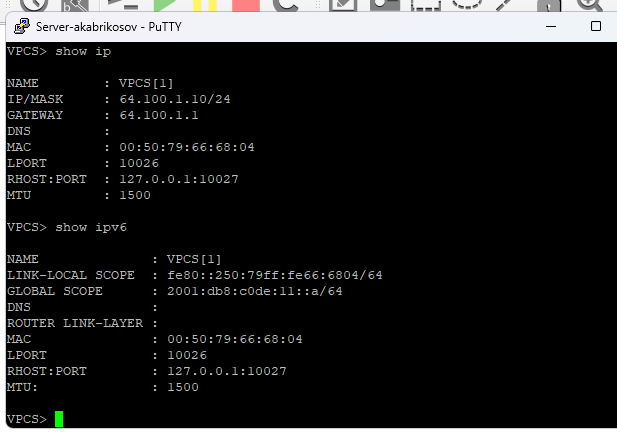 Server-akabrikosov - PuTTY
VPCS> show ip
NAME : VPCS[1]
IP/MASK : 64.100.1.10/24
GATEWAY : 64.100.1.1
DNS :
MAC : 00:50:79:66:68:04
LPORT : 10026
RHOST:PORT : 127.0.0.1:10027
MTU : 1500
VPCS> show ipv6
NAME : VPCS[1]
LINK-LOCAL SCOPE : fe80::250:79ff:fe66:6804/64
GLOBAL SCOPE : 2001:db8:c0de:11::a/64
DNS :
ROUTER LINK-LAYER :
MAC : 00:50:79:66:68:04
LPORT : 10026
RHOST:PORT : 127.0.0.1:10027
MTU: : 1500
VPCS>